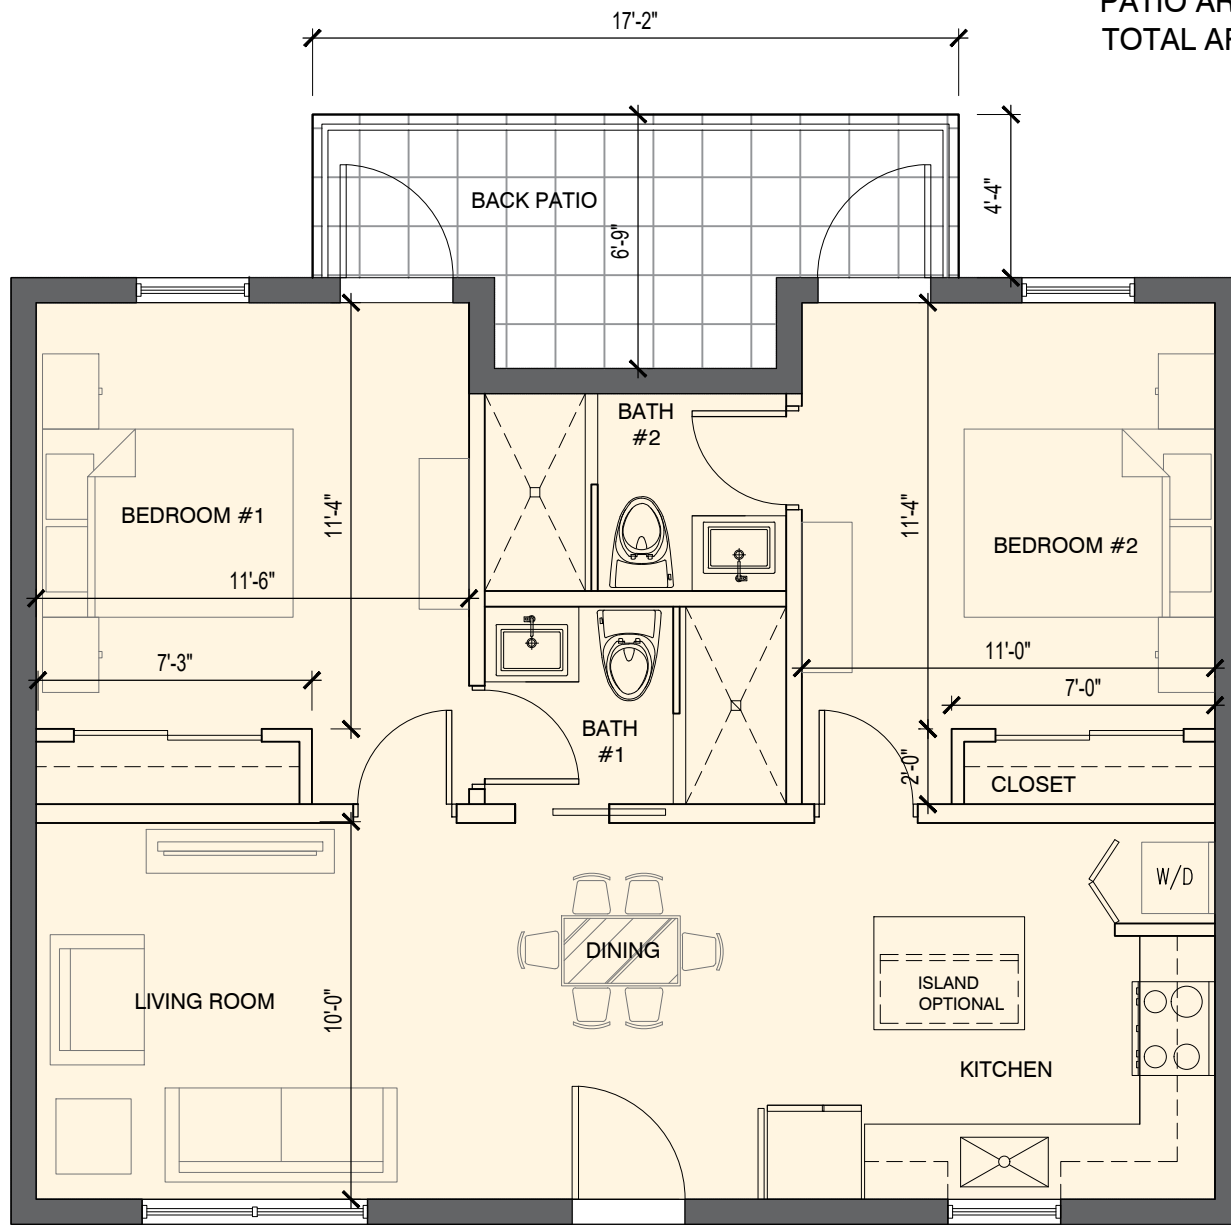 PATIO AR
TOTAL AR
17'-2"
4'-4"
BACK PATIO
6'-9"
BATH
#2
BEDROOM #1
11'-4"
11'-4"
BEDROOM #2
11'-6"
7'-3"
11'-0"
7'-0"
BATH
#1
2'-0"
CLOSET
W/D
DINING
LIVING ROOM
10'-0"
ISLAND
OPTIONAL
KITCHEN